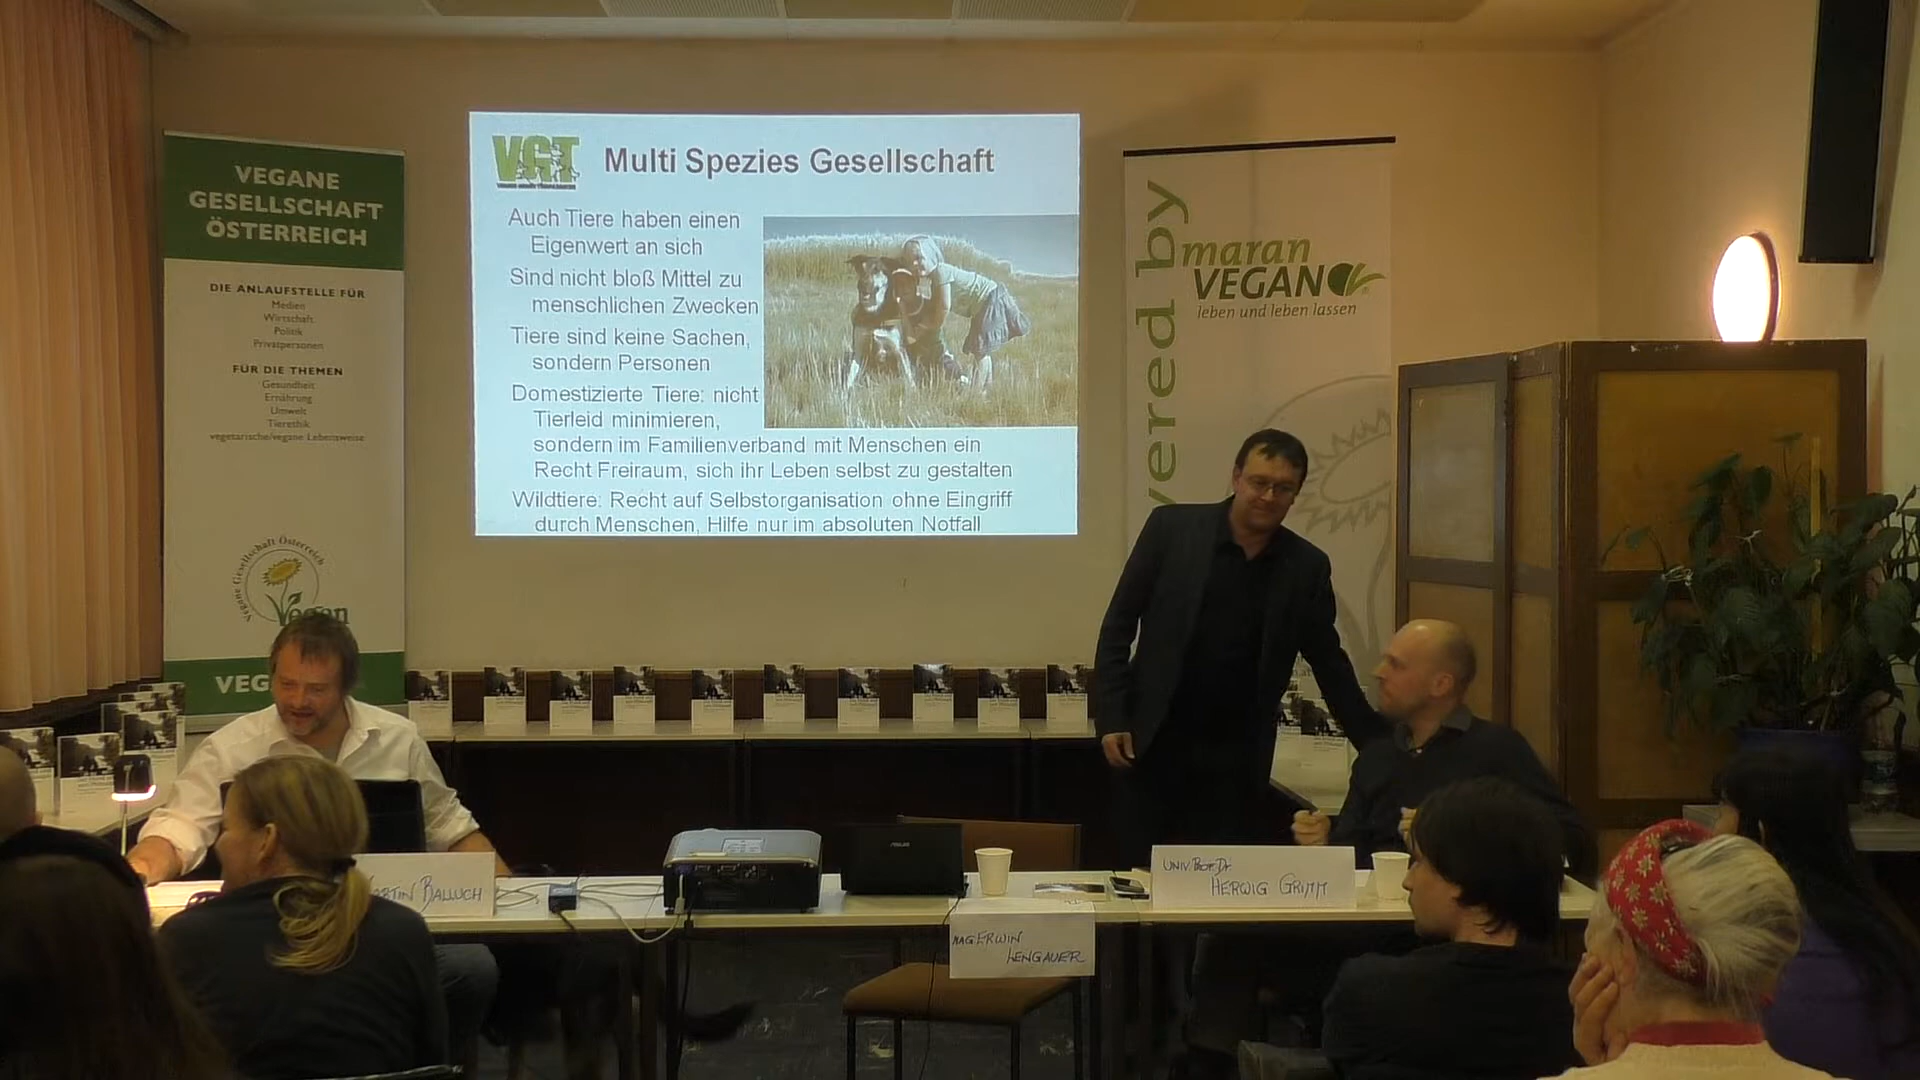 VEGANE
GESELLSCHAFT
ÖSTERREICH
DIE ANLAUFSTELLE FÜR
Medien
Wirtschaft
Politik
Privatpersonen
FÜR DIE THEMEN
Gesundheit
Ernährung
Umwelt
Tierethik
vegetarische/vegane Lebensweise
Vegane Gesellschaft Österreich
Vegan
VEG
VGT
Multi Spezies Gesellschaft
Auch Tiere haben einen
Eigenwert an sich
Sind nicht bloß Mittel zu
menschlichen Zwecken
Tiere sind keine Sachen,
sondern Personen
Domestizierte Tiere: nicht
Tierleid minimieren,
sondern im Familienverband mit Menschen ein
Recht Freiraum, sich ihr Leben selbst zu gestalten
Wildtiere: Recht auf Selbstorganisation ohne Eingriff
durch Menschen, Hilfe nur im absoluten Notfall
vered by
maran
VEGAN
leben und leben lassen
ARTIN BALLUCH
ASUS
UNIV. PROF. DR.
HERWIG GRIMM
MAG ERWIN
LENGAUER